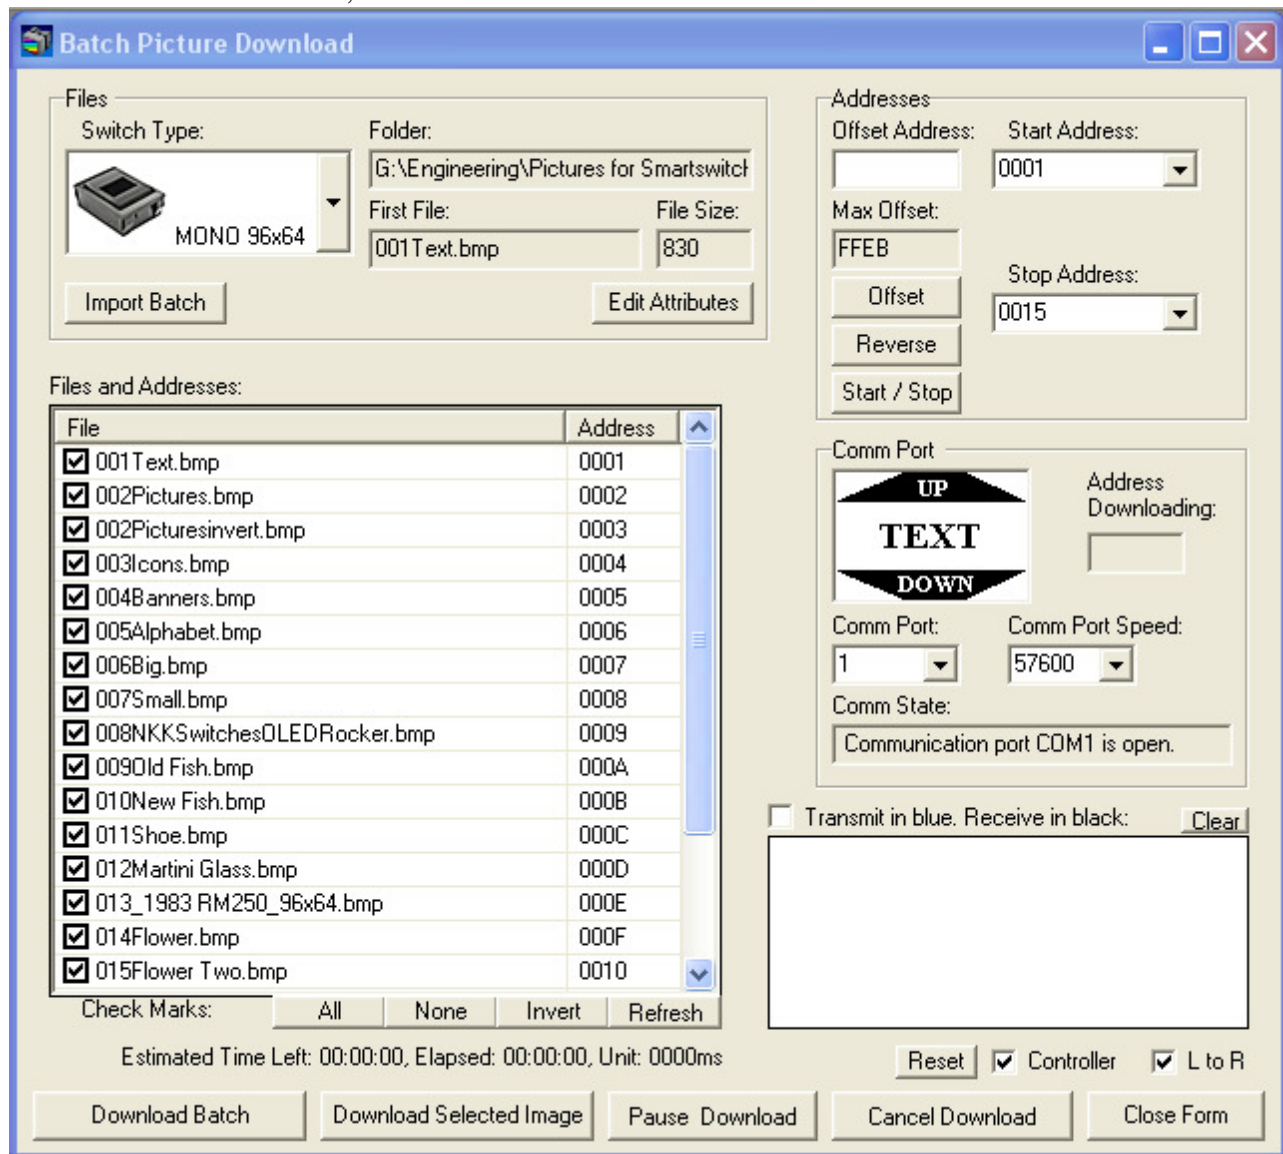 Batch Picture Download
Files
Switch Type:
MONO 96x64
Folder:
G:\Engineering\Pictures for Smartswitch
First File:
001Text.bmp
File Size:
830
Import Batch
Edit Attributes
Addresses
Offset Address:
Start Address:
0001
Max Offset:
FFEB
Stop Address:
0015
Offset
Reverse
Start / Stop
Files and Addresses:
File Address
001Text.bmp 0001
002Pictures.bmp 0002
002Picturesinvert.bmp 0003
003Icons.bmp 0004
004Banners.bmp 0005
005Alphabet.bmp 0006
006Big.bmp 0007
007Small.bmp 0008
008NKKSwitchesOLEDRocker.bmp 0009
009Old Fish.bmp 000A
010New Fish.bmp 000B
011Shoe.bmp 000C
012Martini Glass.bmp 000D
013_1983 RM250_96x64.bmp 000E
014Flower.bmp 000F
015Flower Two.bmp 0010
Check Marks: All None Invert Refresh
Estimated Time Left: 00:00:00, Elapsed: 00:00:00, Unit: 0000ms
Comm Port
UP
TEXT
DOWN
Address
Downloading:
Comm Port:
1
Comm Port Speed:
57600
Comm State:
Communication port COM1 is open.
Transmit in blue. Receive in black:
Clear
Reset Controller L to R
Download Batch Download Selected Image Pause Download Cancel Download Close Form